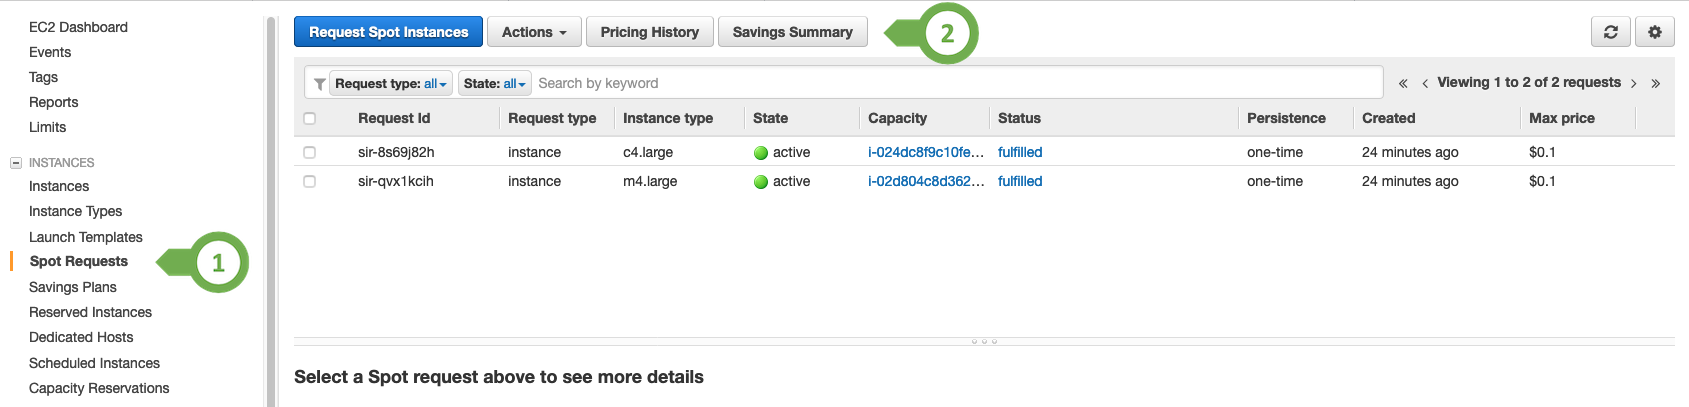 EC2 Dashboard
Events
Tags
Reports
Limits
INSTANCES
Instances
Instance Types
Launch Templates
Spot Requests
Savings Plans
Reserved Instances
Dedicated Hosts
Scheduled Instances
Capacity Reservations
1
Request Spot Instances Actions Pricing History Savings Summary
2
Request type: all State: all Search by keyword « ‹ Viewing 1 to 2 of 2 requests › »
Request Id Request type Instance type State Capacity Status Persistence Created Max price
sir-8s69j82h instance c4.large active i-024dc8f9c10fe... fulfilled one-time 24 minutes ago $0.1
sir-qvx1kcih instance m4.large active i-02d804c8d362... fulfilled one-time 24 minutes ago $0.1
Select a Spot request above to see more details